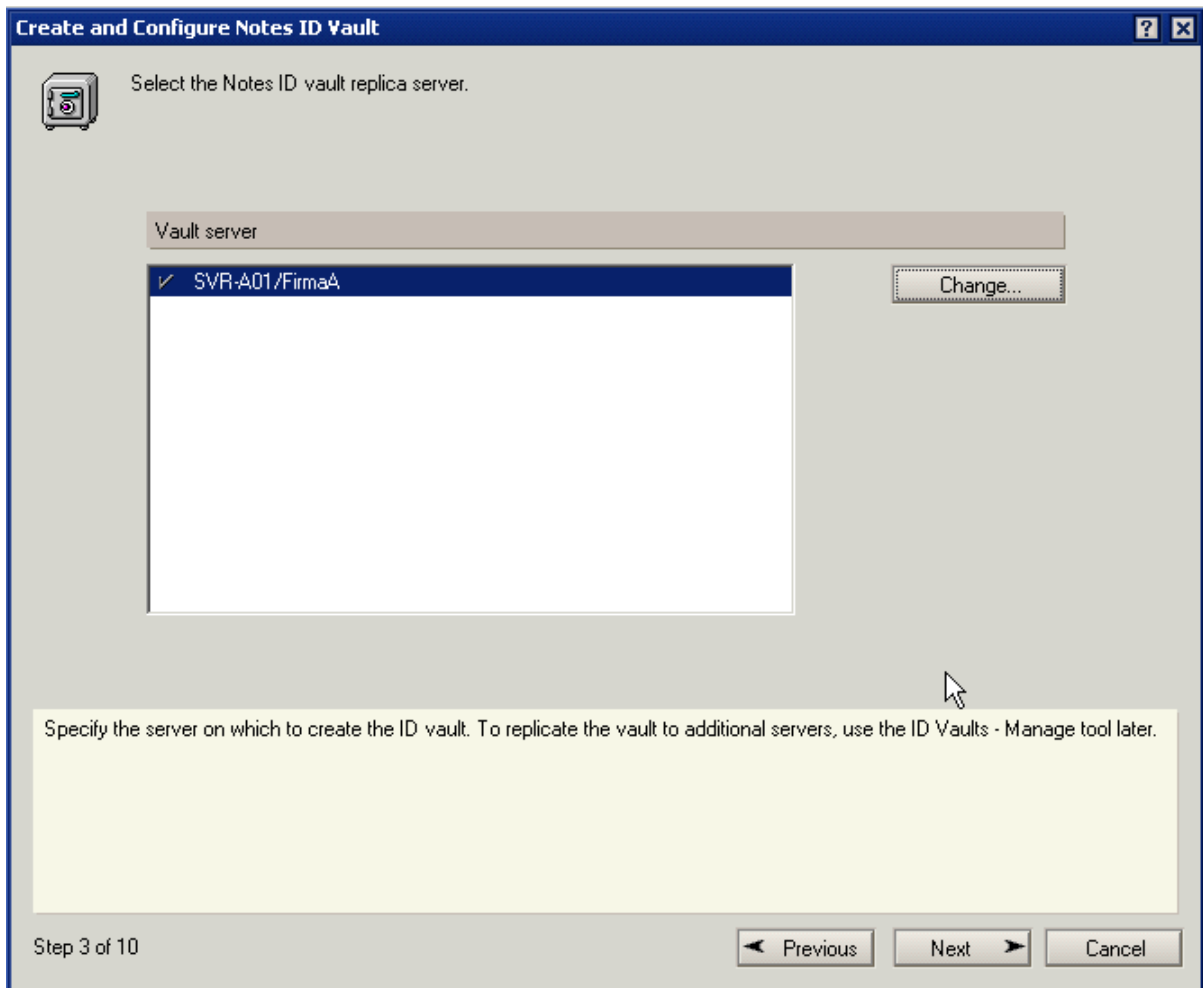 Create and Configure Notes ID Vault
Select the Notes ID vault replica server.
Vault server
SVR-A01/FirmaA
Change...
Specify the server on which to create the ID vault. To replicate the vault to additional servers, use the ID Vaults - Manage tool later.
Step 3 of 10
Previous
Next
Cancel